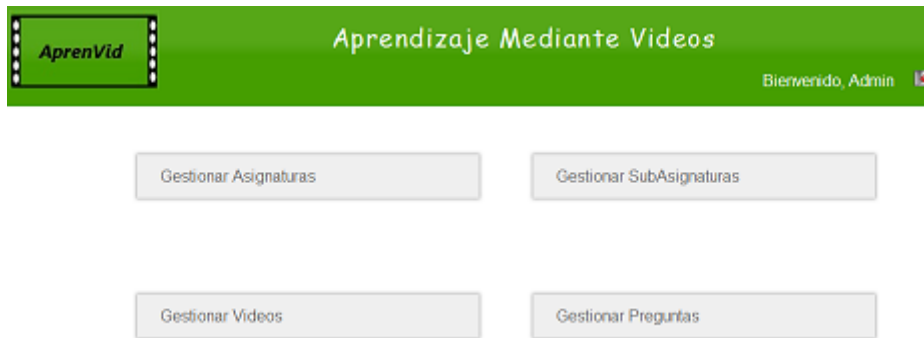 AprenVid
Aprendizaje Mediante Videos
Bienvenido, Admin
Gestionar Asignaturas
Gestionar SubAsignaturas
Gestionar Videos
Gestionar Preguntas